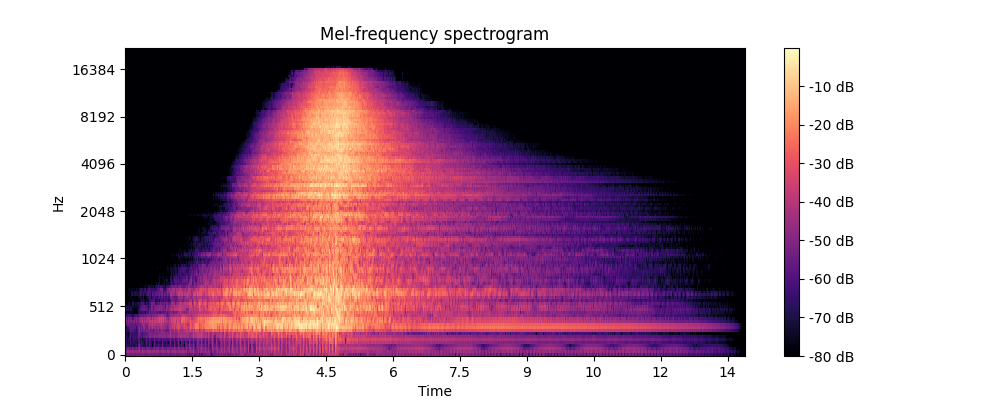 Mel-frequency spectrogram
Hz
16384
8192
4096
2048
1024
512
0
0 1.5 3 4.5 6 7.5 9 10 12 14
Time
-10 dB
-20 dB
-30 dB
-40 dB
-50 dB
-60 dB
-70 dB
-80 dB